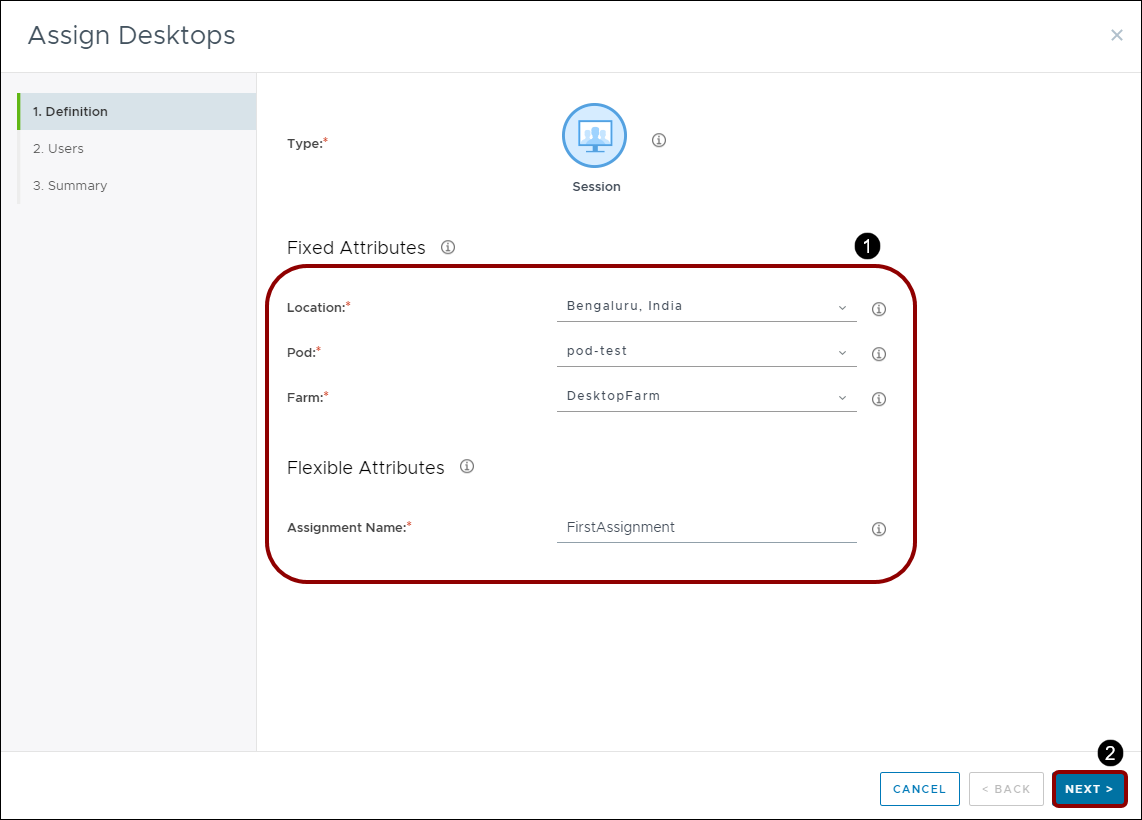 Assign Desktops
1. Definition
2. Users
3. Summary
Type:*
Session
Fixed Attributes
1
Location:* Bengaluru, India
Pod:* pod-test
Farm:* DesktopFarm
Flexible Attributes
Assignment Name:* FirstAssignment
2
CANCEL < BACK NEXT >